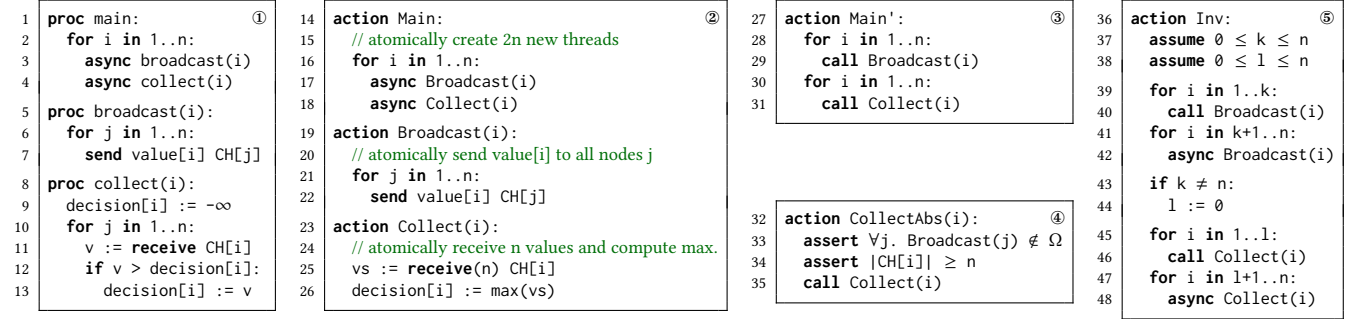 1 proc main: ①
2 for i in 1..n:
3 async broadcast(i)
4 async collect(i)
5 proc broadcast(i):
6 for j in 1..n:
7 send value[i] CH[j]
8 proc collect(i):
9 decision[i] := -∞
10 for j in 1..n:
11 v := receive CH[i]
12 if v > decision[i]:
13 decision[i] := v
14 action Main: ②
15 // atomically create 2n new threads
16 for i in 1..n:
17 async Broadcast(i)
18 async Collect(i)
19 action Broadcast(i):
20 // atomically send value[i] to all nodes j
21 for j in 1..n:
22 send value[i] CH[j]
23 action Collect(i):
24 // atomically receive n values and compute max.
25 vs := receive(n) CH[i]
26 decision[i] := max(vs)
27 action Main': ③
28 for i in 1..n:
29 call Broadcast(i)
30 for i in 1..n:
31 call Collect(i)
32 action CollectAbs(i): ④
33 assert ∀j. Broadcast(j) ∉ Ω
34 assert |CH[i]| ≥ n
35 call Collect(i)
36 action Inv: ⑤
37 assume 0 ≤ k ≤ n
38 assume 0 ≤ l ≤ n
39 for i in 1..k:
40 call Broadcast(i)
41 for i in k+1..n:
42 async Broadcast(i)
43 if k ≠ n:
44 l := 0
45 for i in 1..l:
46 call Collect(i)
47 for i in l+1..n:
48 async Collect(i)